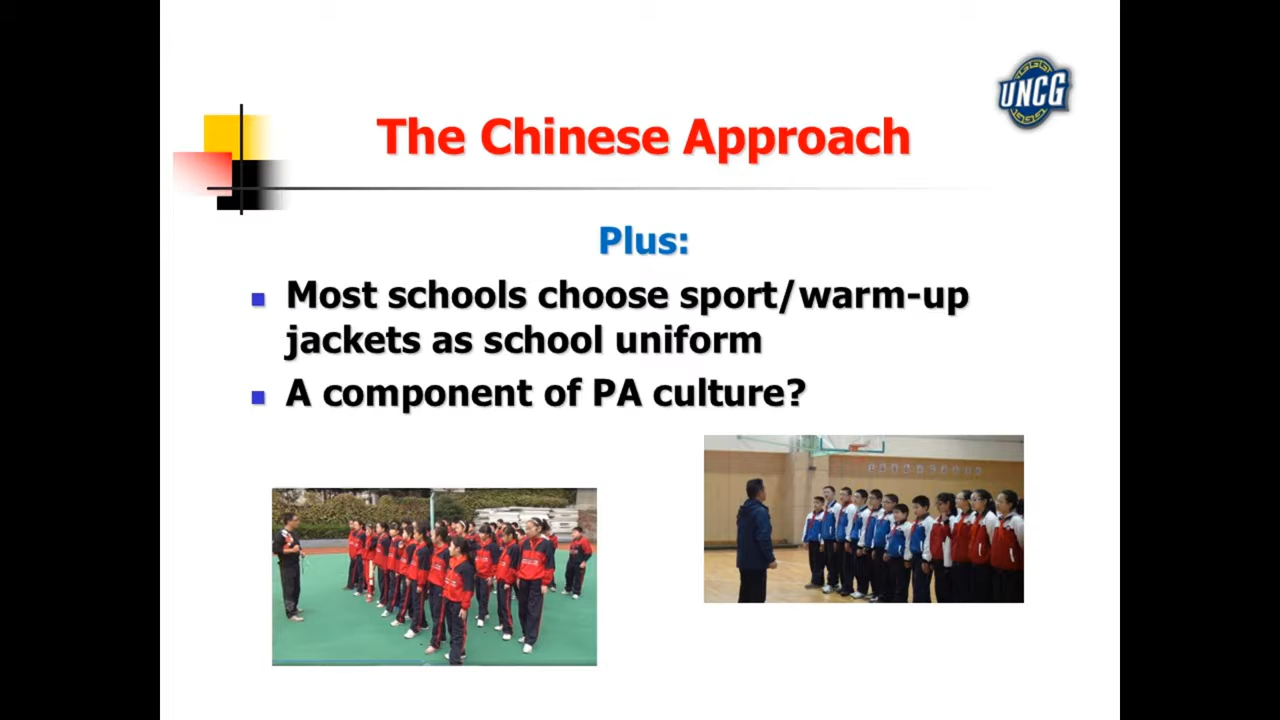 UNCG
The Chinese Approach
Plus:
Most schools choose sport/warm-up
jackets as school uniform
A component of PA culture?